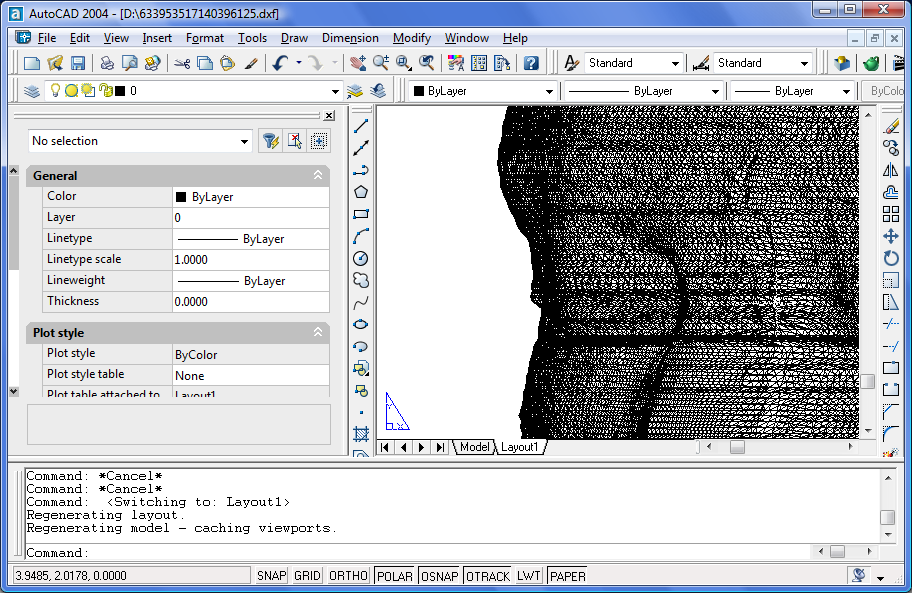 AutoCAD 2004 - [D:\633953517140396125.dxf]
File Edit View Insert Format Tools Draw Dimension Modify Window Help
Standard Standard
0 ByLayer ByLayer ByLayer ByColo
No selection
General
Color ByLayer
Layer 0
Linetype ByLayer
Linetype scale 1.0000
Lineweight ByLayer
Thickness 0.0000
Plot style
Plot style ByColor
Plot style table None
Plot table attached to Layout1
X
Model Layout1
Command: *Cancel*
Command: *Cancel*
Command: <Switching to: Layout1>
Regenerating layout.
Regenerating model - caching viewports.
Command:
3.9485, 2.0178, 0.0000 SNAP GRID ORTHO POLAR OSNAP OTRACK LWT PAPER